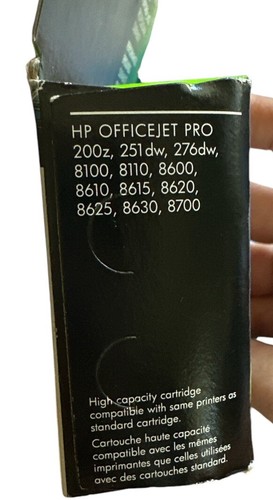 HP OFFICEJET PRO
200z, 251dw, 276dw,
8100, 8110, 8600,
8610, 8615, 8620,
8625, 8630, 8700
High capacity cartridge
compatible with same printers as
standard cartridge.
Cartouche haute capacité
compatible avec les mêmes
imprimantes que celles utilisées
avec des cartouches standard.